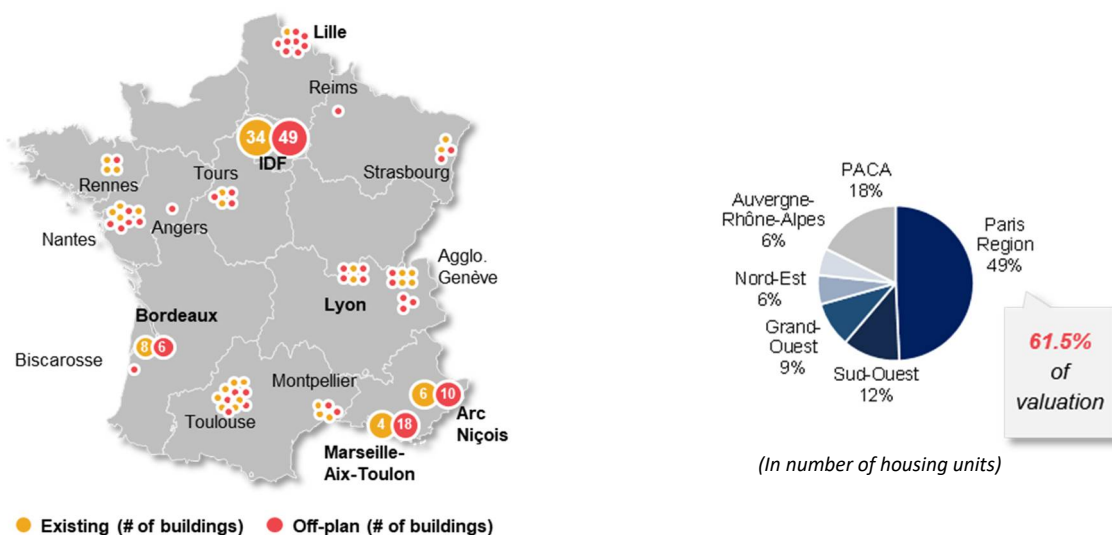 Lille
Reims
34
49
IDF
Strasbourg
Rennes
Tours
Nantes
Angers
Agglo.
Genève
Lyon
Bordeaux
8
6
Biscarosse
Montpellier
Toulouse
6
10
Arc
Niçois
4
18
Marseille-
Aix-Toulon
Existing (# of buildings)
Off-plan (# of buildings)
PACA
18%
Auvergne-
Rhône-Alpes
6%
Paris
Region
49%
Nord-Est
6%
Grand-
Ouest
9%
Sud-Ouest
12%
61.5%
of
valuation
(In number of housing units)